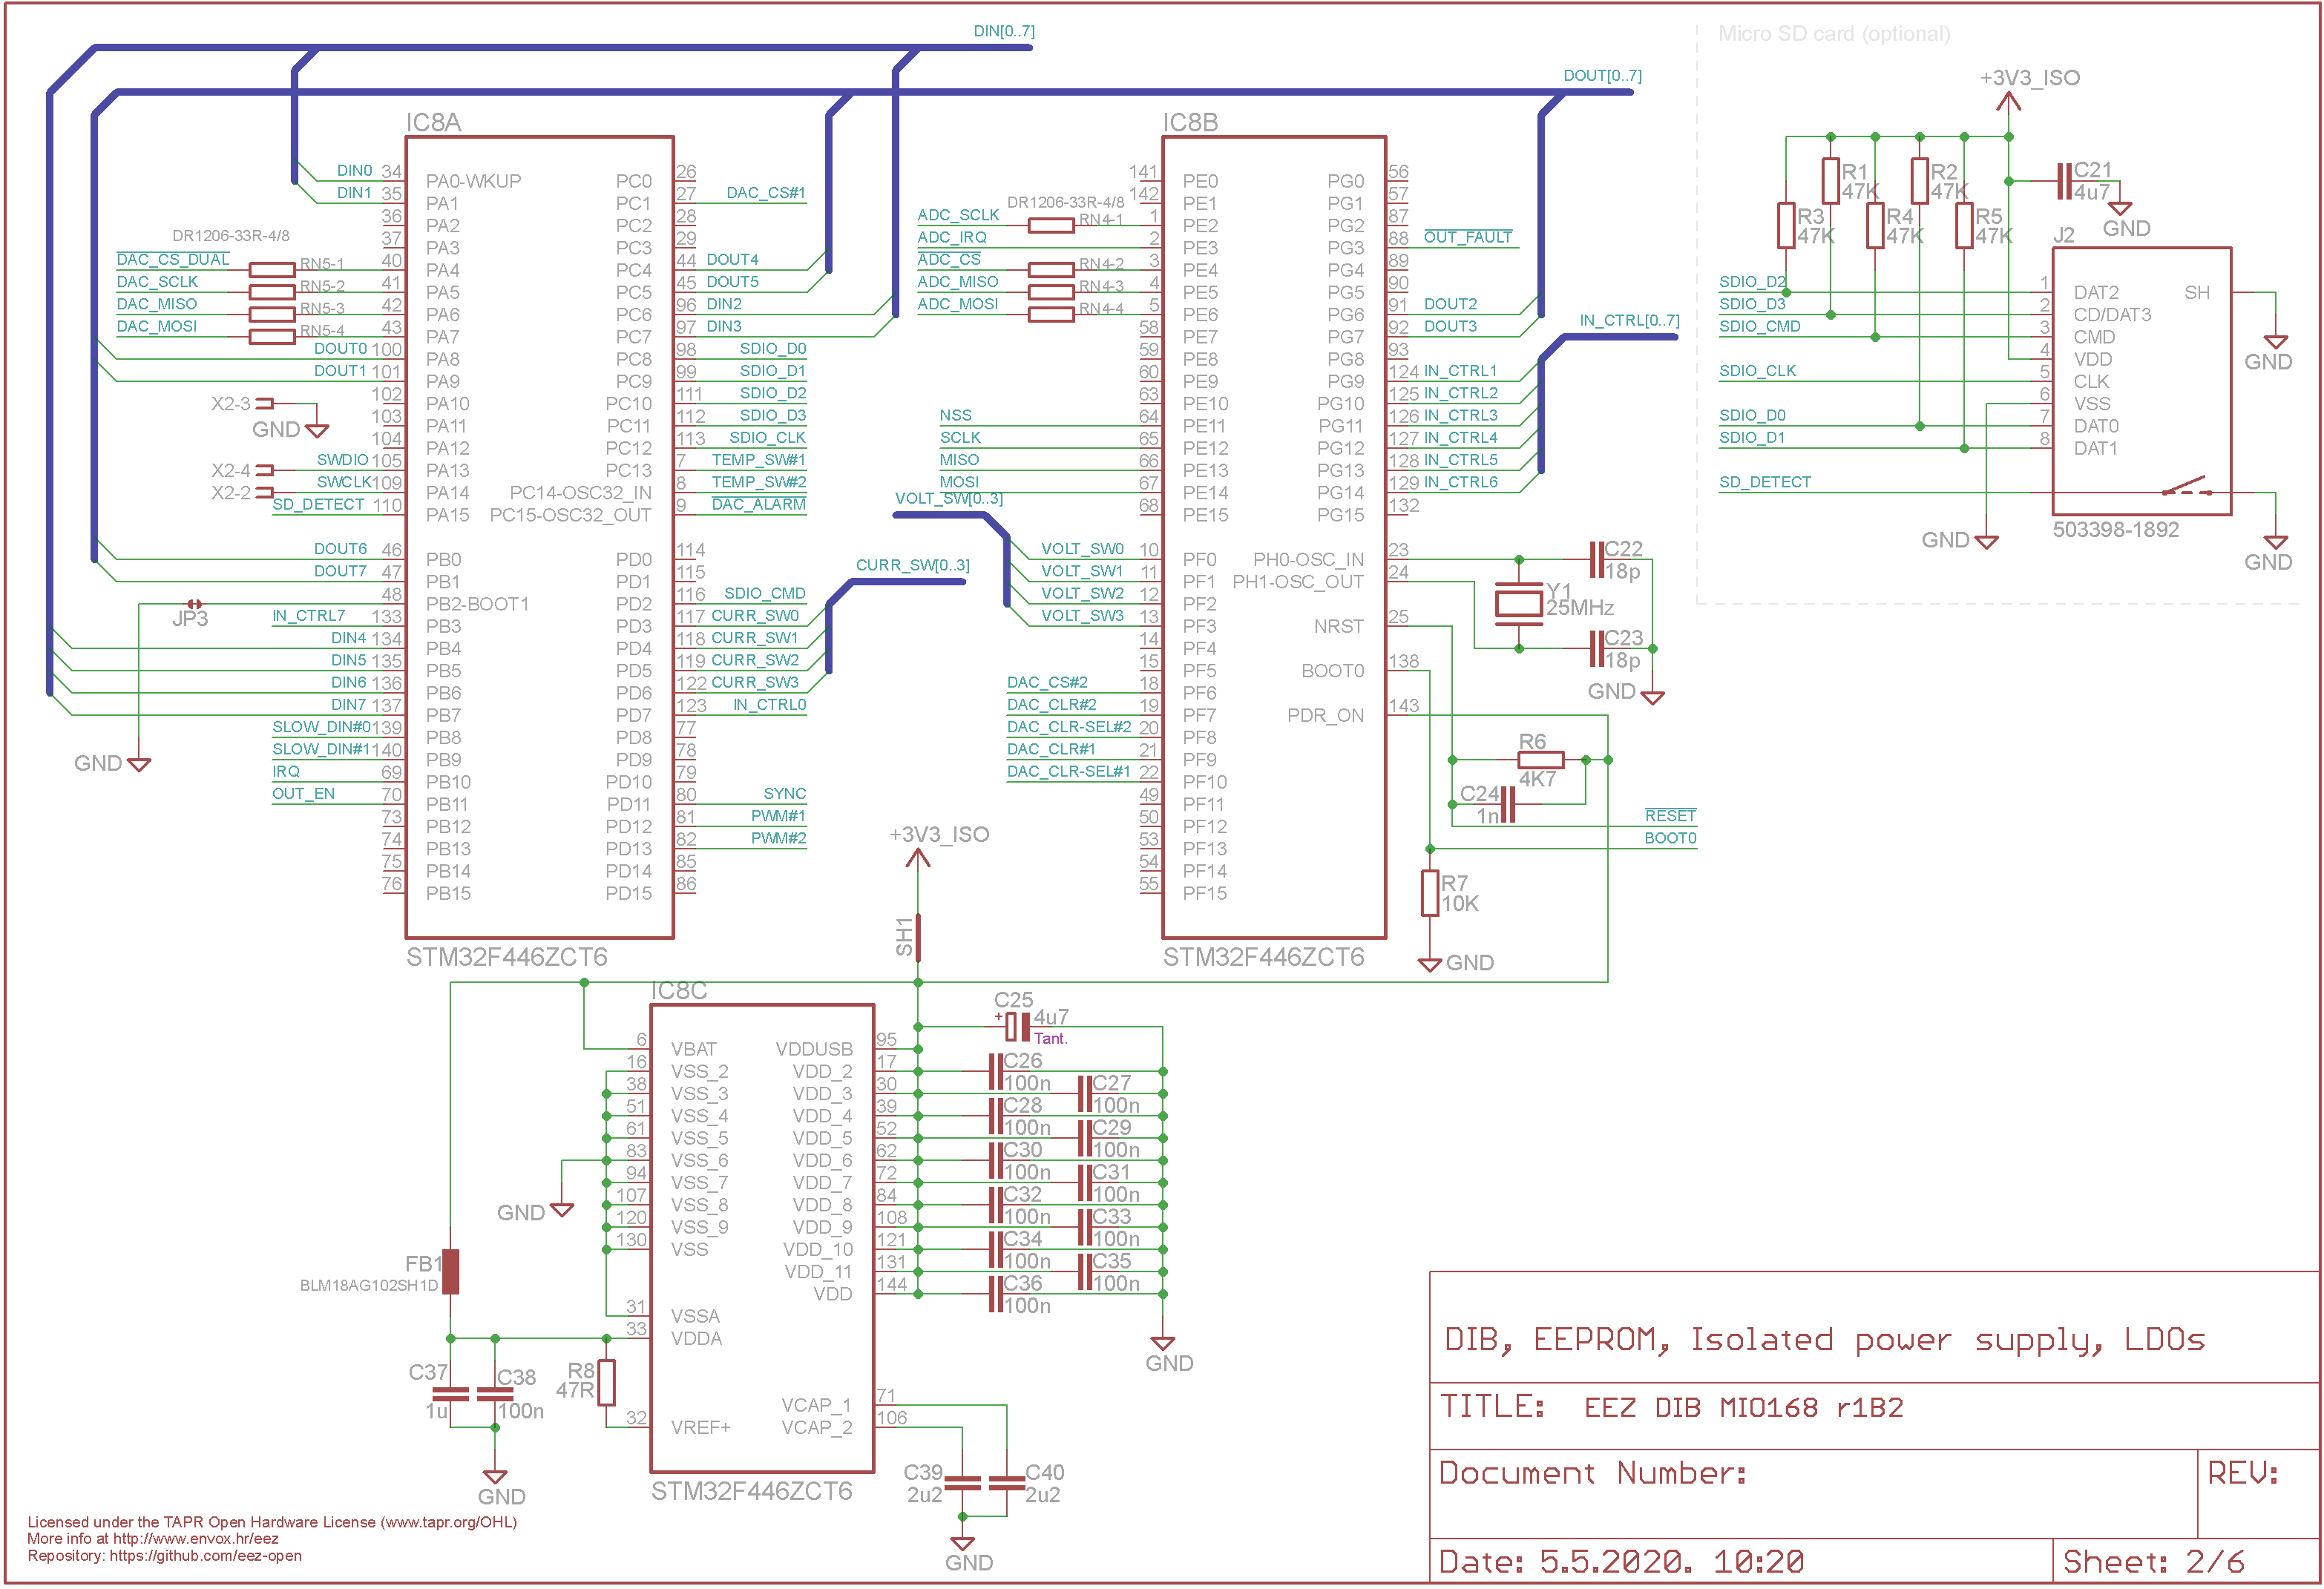 DIN[0..7]
DOUT[0..7]
Micro SD card (optional)
+3V3_ISO
IC8A
34 PA0-WKUP DIN0
35 PA1 DIN1
36 PA2
37 PA3
DR1206-33R-4/8
DAC_CS_DUAL RN5-1 40 PA4
DAC_SCLK RN5-2 41 PA5
DAC_MISO RN5-3 42 PA6
DAC_MOSI RN5-4 43 PA7
DOUT0 100 PA8
DOUT1 101 PA9
102 PA10
X2-3
GND
103 PA11
104 PA12
X2-4 SWDIO 105 PA13
X2-2 SWCLK 109 PA14
SD_DETECT 110 PA15
DOUT6 46 PB0
DOUT7 47 PB1
JP3 48 PB2-BOOT1
IN_CTRL7 133 PB3
DIN4 134 PB4
DIN5 135 PB5
DIN6 136 PB6
DIN7 137 PB7
SLOW_DIN#0 139 PB8
SLOW_DIN#1 140 PB9
GND
IRQ 69 PB10
OUT_EN 70 PB11
73 PB12
74 PB13
75 PB14
76 PB15
PC0 26
PC1 27 DAC_CS#1
PC2 28
PC3 29
PC4 44 DOUT4
PC5 45 DOUT5
PC6 96 DIN2
PC7 97 DIN3
PC8 98 SDIO_D0
PC9 99 SDIO_D1
PC10 111 SDIO_D2
PC11 112 SDIO_D3
PC12 113 SDIO_CLK
PC13 7 TEMP_SW#1
PC14-OSC32_IN 8 TEMP_SW#2
PC15-OSC32_OUT 9 DAC_ALARM
PD0 114
PD1 115
PD2 116 SDIO_CMD
PD3 117 CURR_SW0
PD4 118 CURR_SW1
PD5 119 CURR_SW2
PD6 122 CURR_SW3
PD7 123 IN_CTRL0
PD8 77
PD9 78
PD10 79
PD11 80 SYNC
PD12 81 PWM#1
PD13 82 PWM#2
PD14 85
PD15 86
STM32F446ZCT6
CURR_SW[0..3]
IC8B
141 PE0
142 PE1
DR1206-33R-4/8
ADC_SCLK RN4-1 1 PE2
ADC_IRQ 2 PE3
ADC_CS RN4-2 3 PE4
ADC_MISO RN4-3 4 PE5
ADC_MOSI RN4-4 5 PE6
58 PE7
59 PE8
60 PE9
63 PE10
NSS 64 PE11
SCLK 65 PE12
MISO 66 PE13
MOSI 67 PE14
68 PE15
VOLT_SW[0..3]
VOLT_SW0 10 PF0
VOLT_SW1 11 PF1
VOLT_SW2 12 PF2
VOLT_SW3 13 PF3
14 PF4
15 PF5
DAC_CS#2 18 PF6
DAC_CLR#2 19 PF7
DAC_CLR-SEL#2 20 PF8
DAC_CLR#1 21 PF9
DAC_CLR-SEL#1 22 PF10
49 PF11
50 PF12
53 PF13
54 PF14
55 PF15
PG0 56
PG1 57
PG2 87
PG3 88 OUT_FAULT
PG4 89
PG5 90
PG6 91 DOUT2
PG7 92 DOUT3
PG8 93
IN_CTRL[0..7]
PG9 124 IN_CTRL1
PG10 125 IN_CTRL2
PG11 126 IN_CTRL3
PG12 127 IN_CTRL4
PG13 128 IN_CTRL5
PG14 129 IN_CTRL6
PG15 132
PH0-OSC_IN 23
PH1-OSC_OUT 24
NRST 25
BOOT0 138
PDR_ON 143
STM32F446ZCT6
C22
18p
Y1
25MHz
C23
18p
GND
R6
4K7
C24
1n
RESET
BOOT0
R7
10K
GND
R1
47K
R2
47K
R3
47K
R4
47K
R5
47K
C21
4u7
GND
J2
SDIO_D2 1 DAT2 SH
SDIO_D3 2 CD/DAT3
SDIO_CMD 3 CMD
4 VDD
GND
SDIO_CLK 5 CLK
6 VSS
SDIO_D0 7 DAT0
SDIO_D1 8 DAT1
SD_DETECT
503398-1892
GND
GND
+3V3_ISO
SH1
IC8C
6 VBAT
16 VSS_2
38 VSS_3
51 VSS_4
61 VSS_5
83 VSS_6
94 VSS_7
107 VSS_8
120 VSS_9
130 VSS
GND
31 VSSA
33 VDDA
32 VREF+
VDDUSB 95
VDD_2 17
VDD_3 30
VDD_4 39
VDD_5 52
VDD_6 62
VDD_7 72
VDD_8 84
VDD_9 108
VDD_10 121
VDD_11 131
VDD 144
VCAP_1 71
VCAP_2 106
STM32F446ZCT6
C25
+ 4u7
Tant.
C26
100n
C27
100n
C28
100n
C29
100n
C30
100n
C31
100n
C32
100n
C33
100n
C34
100n
C35
100n
C36
100n
GND
FB1
BLM18AG102SH1D
C37
1u
C38
100n
R8
47R
GND
C39
2u2
C40
2u2
GND
DIB, EEPROM, Isolated power supply, LDOs
TITLE: EEZ DIB MIO168 r1B2
Document Number:
REV:
Date: 5.5.2020. 10:20
Sheet: 2/6
Licensed under the TAPR Open Hardware License (www.tapr.org/OHL)
More info at http://www.envox.hr/eez
Repository: https://github.com/eez-open